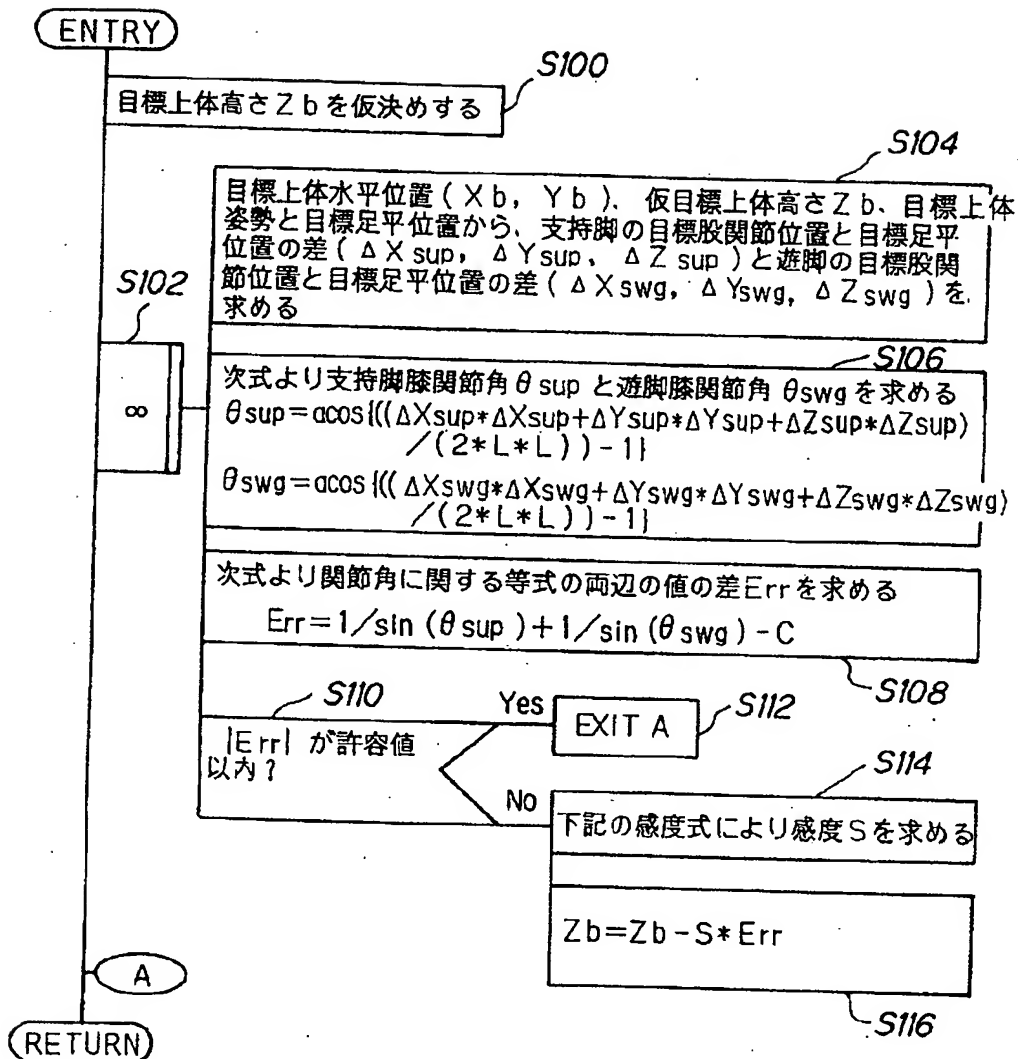 ENTRY
S100
目標上体高さZbを仮決めする
S104
目標上体水平位置(Xb, Yb)、仮目標上体高さZb、目標上体
姿勢と目標足平位置から、支持脚の目標股関節位置と目標足平
位置の差(ΔXsup, ΔYsup, ΔZsup)と遊脚の目標股関
節位置と目標足平位置の差(ΔXswg, ΔYswg, ΔZswg)を
求める
S102
∞
S106
次式より支持脚膝関節角θsupと遊脚膝関節角θswgを求める
θsup=acos{((ΔXsup*ΔXsup+ΔYsup*ΔYsup+ΔZsup*ΔZsup)
/(2*L*L))-1}
θswg=acos{((ΔXswg*ΔXswg+ΔYswg*ΔYswg+ΔZswg*ΔZswg)
/(2*L*L))-1}
次式より関節角に関する等式の両辺の値の差Errを求める
Err=1/sin(θsup)+1/sin(θswg)-C
S108
S110
|Err|が許容値
以内?
Yes
EXIT A
S112
No
S114
下記の感度式により感度Sを求める
Zb=Zb-S*Err
S116
A
RETURN